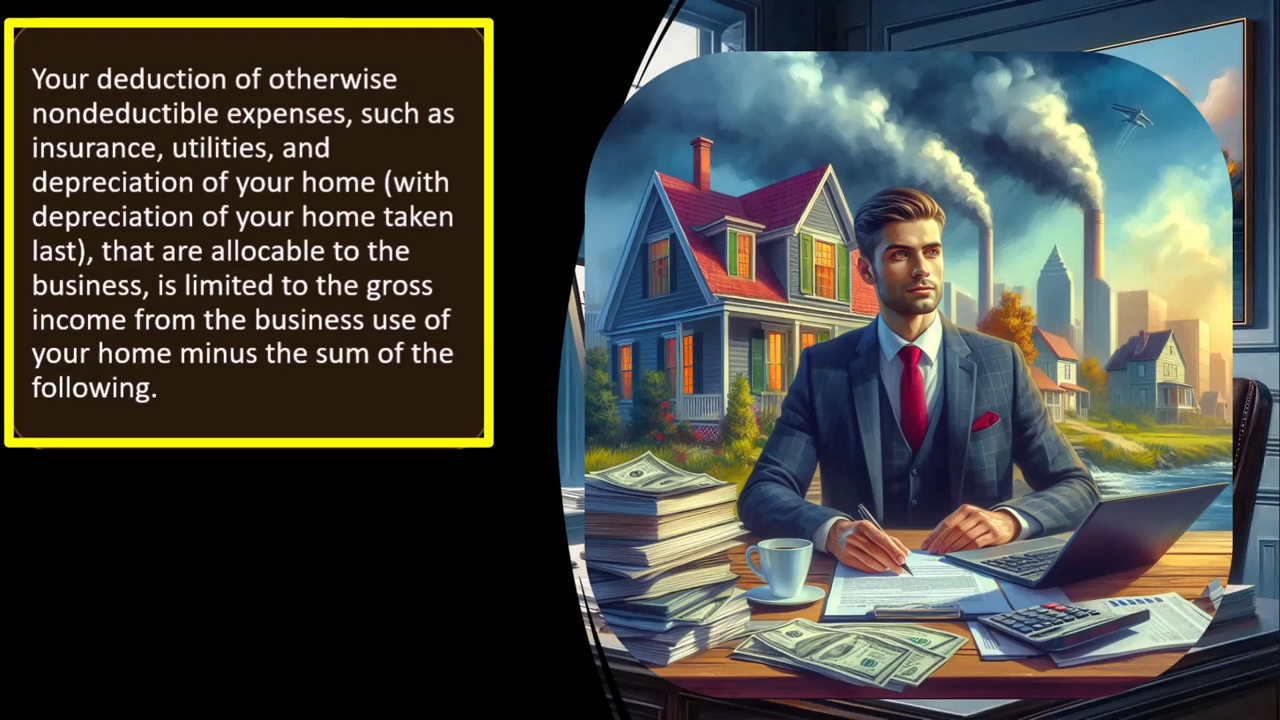 Your deduction of otherwise
nondeductible expenses, such as
insurance, utilities, and
depreciation of your home (with
depreciation of your home taken
last), that are allocable to the
business, is limited to the gross
income from the business use of
your home minus the sum of the
following.